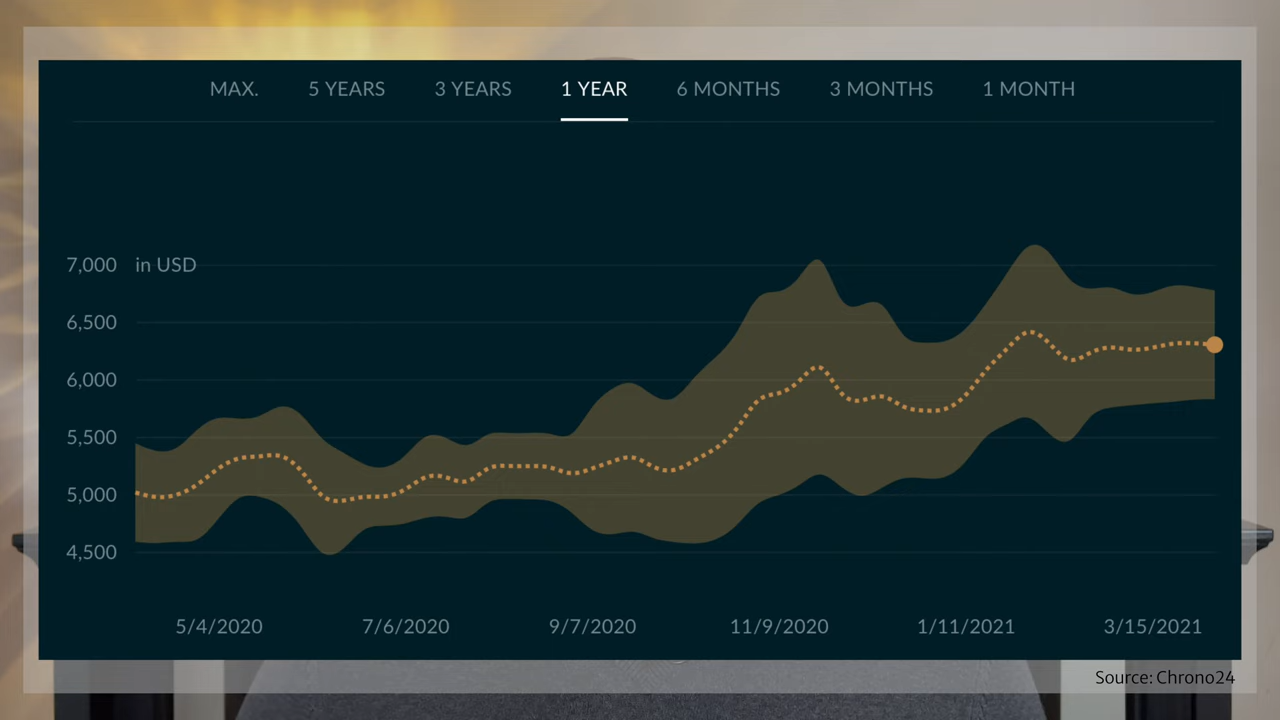 MAX. 5 YEARS 3 YEARS 1 YEAR 6 MONTHS 3 MONTHS 1 MONTH
7,000 in USD
6,500
6,000
5,500
5,000
4,500
5/4/2020 7/6/2020 9/7/2020 11/9/2020 1/11/2021 3/15/2021
Source: Chrono24